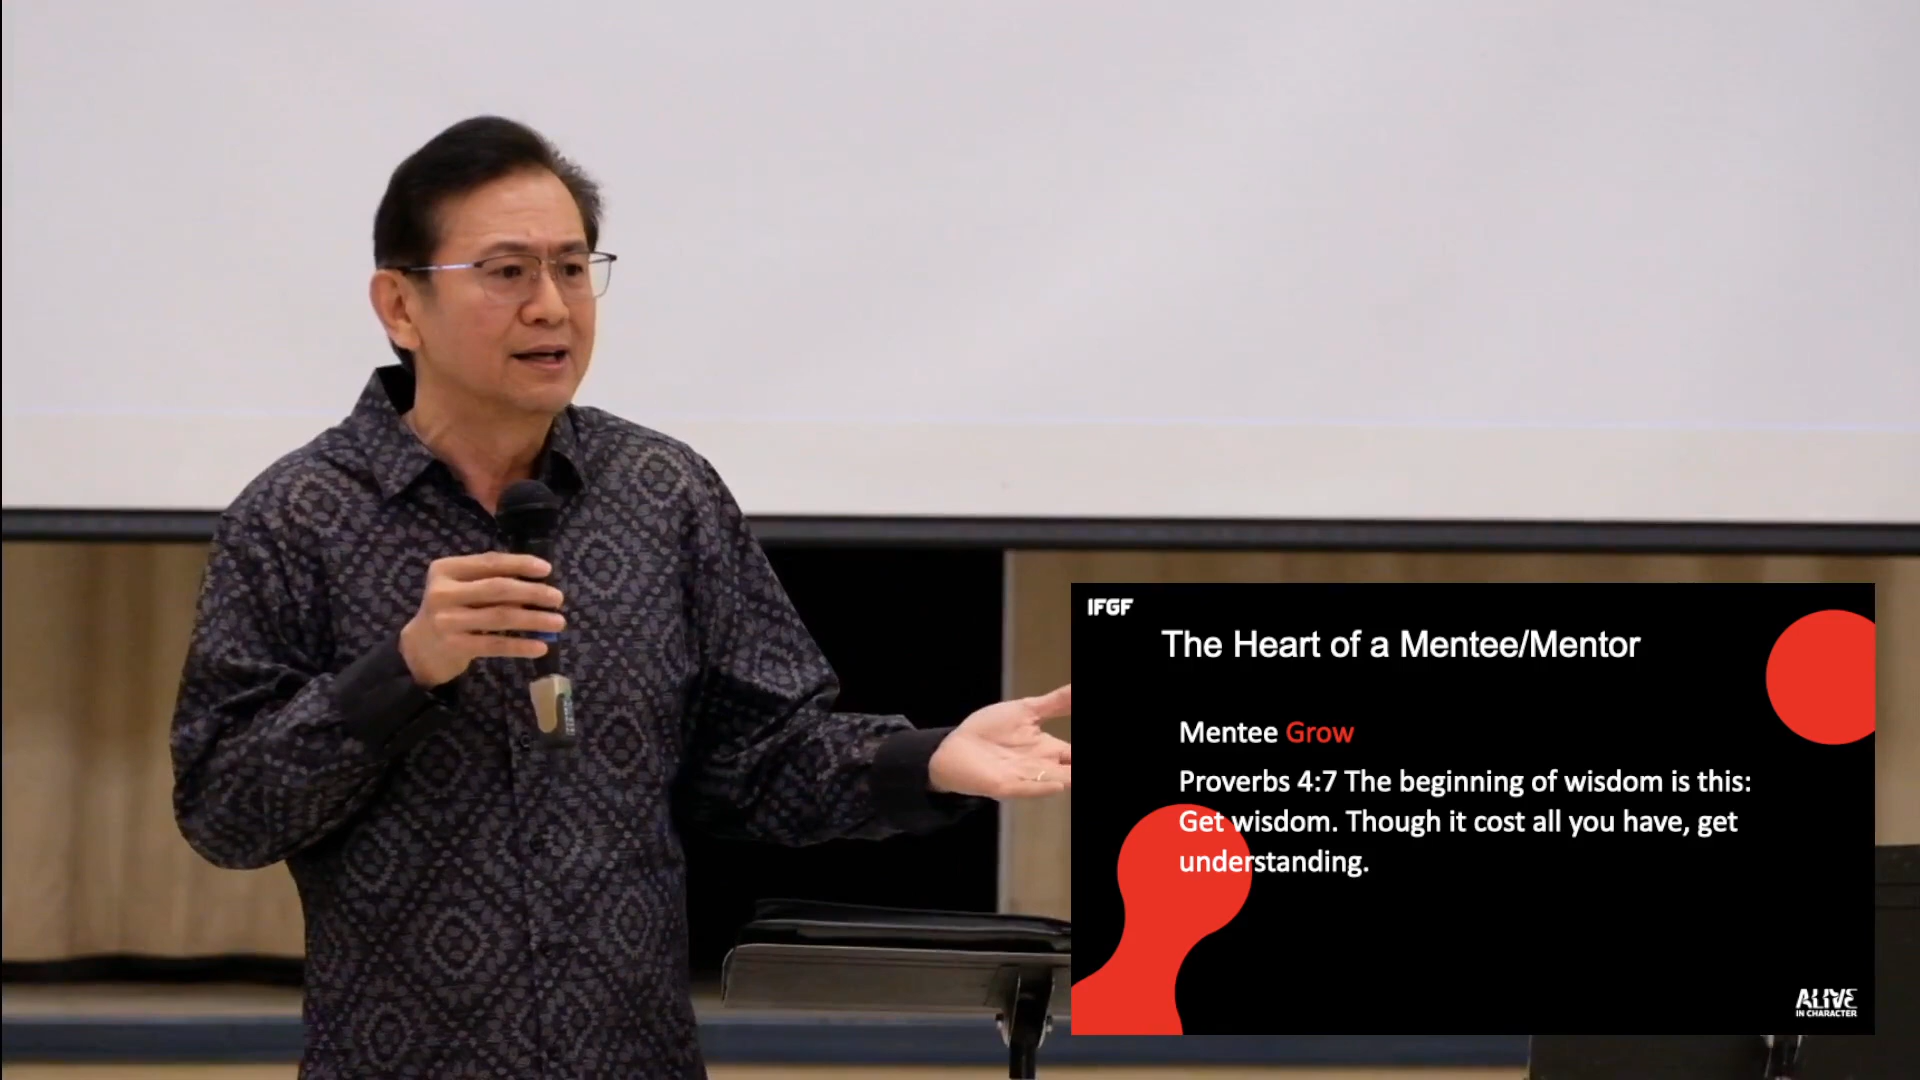 IFGF
The Heart of a Mentee/Mentor
Mentee Grow
Proverbs 4:7 The beginning of wisdom is this:
Get wisdom. Though it cost all you have, get
understanding.
ALIVE
IN CHARACTER